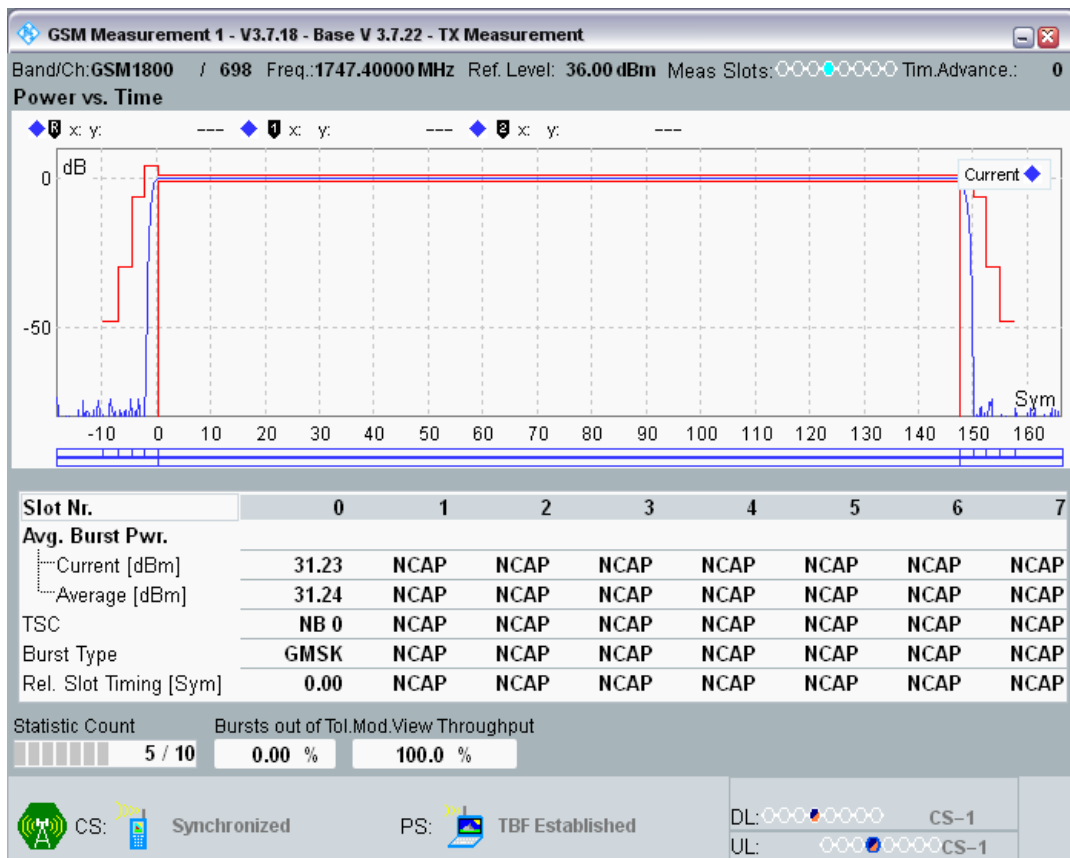 GSM Measurement 1 - V3.7.18 - Base V 3.7.22 - TX Measurement
Band/Ch:GSM1800 / 698 Freq.:1747.40000 MHz Ref. Level: 36.00 dBm Meas Slots: Tim.Advance.: 0
Power vs. Time
R x: y: --- 1 x: y: --- 2 x: y: ---
dB
0
Current
-50
Sym
-10 0 10 20 30 40 50 60 70 80 90 100 110 120 130 140 150 160
Slot Nr. 0 1 2 3 4 5 6 7
Avg. Burst Pwr.
Current [dBm] 31.23 NCAP NCAP NCAP NCAP NCAP NCAP NCAP
Average [dBm] 31.24 NCAP NCAP NCAP NCAP NCAP NCAP NCAP
TSC NB 0 NCAP NCAP NCAP NCAP NCAP NCAP NCAP
Burst Type GMSK NCAP NCAP NCAP NCAP NCAP NCAP NCAP
Rel. Slot Timing [Sym] 0.00 NCAP NCAP NCAP NCAP NCAP NCAP NCAP
Statistic Count Bursts out of Tol.Mod.View Throughput
5 / 10 0.00 % 100.0 %
CS: Synchronized PS: TBF Established
DL: CS-1
UL: CS-1